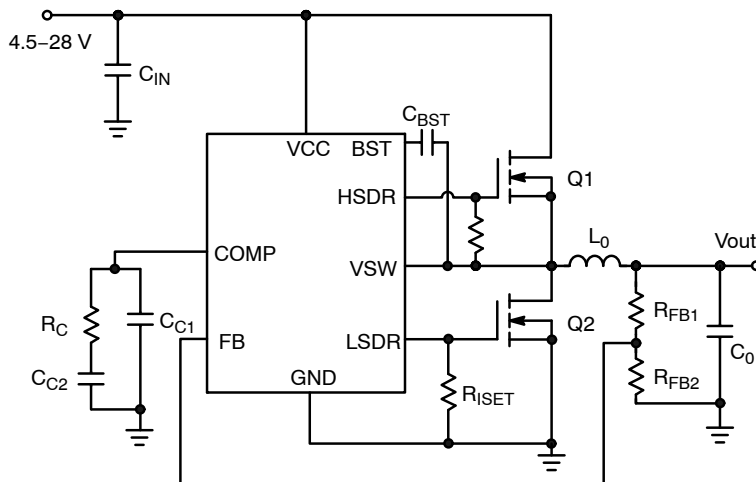 4.5–28 V
C_IN
C_BST
VCC
BST
HSDR
Q1
COMP
VSW
L_0
Vout
R_C
C_C1
C_C2
FB
LSDR
Q2
R_FB1
C_0
R_FB2
GND
R_ISET